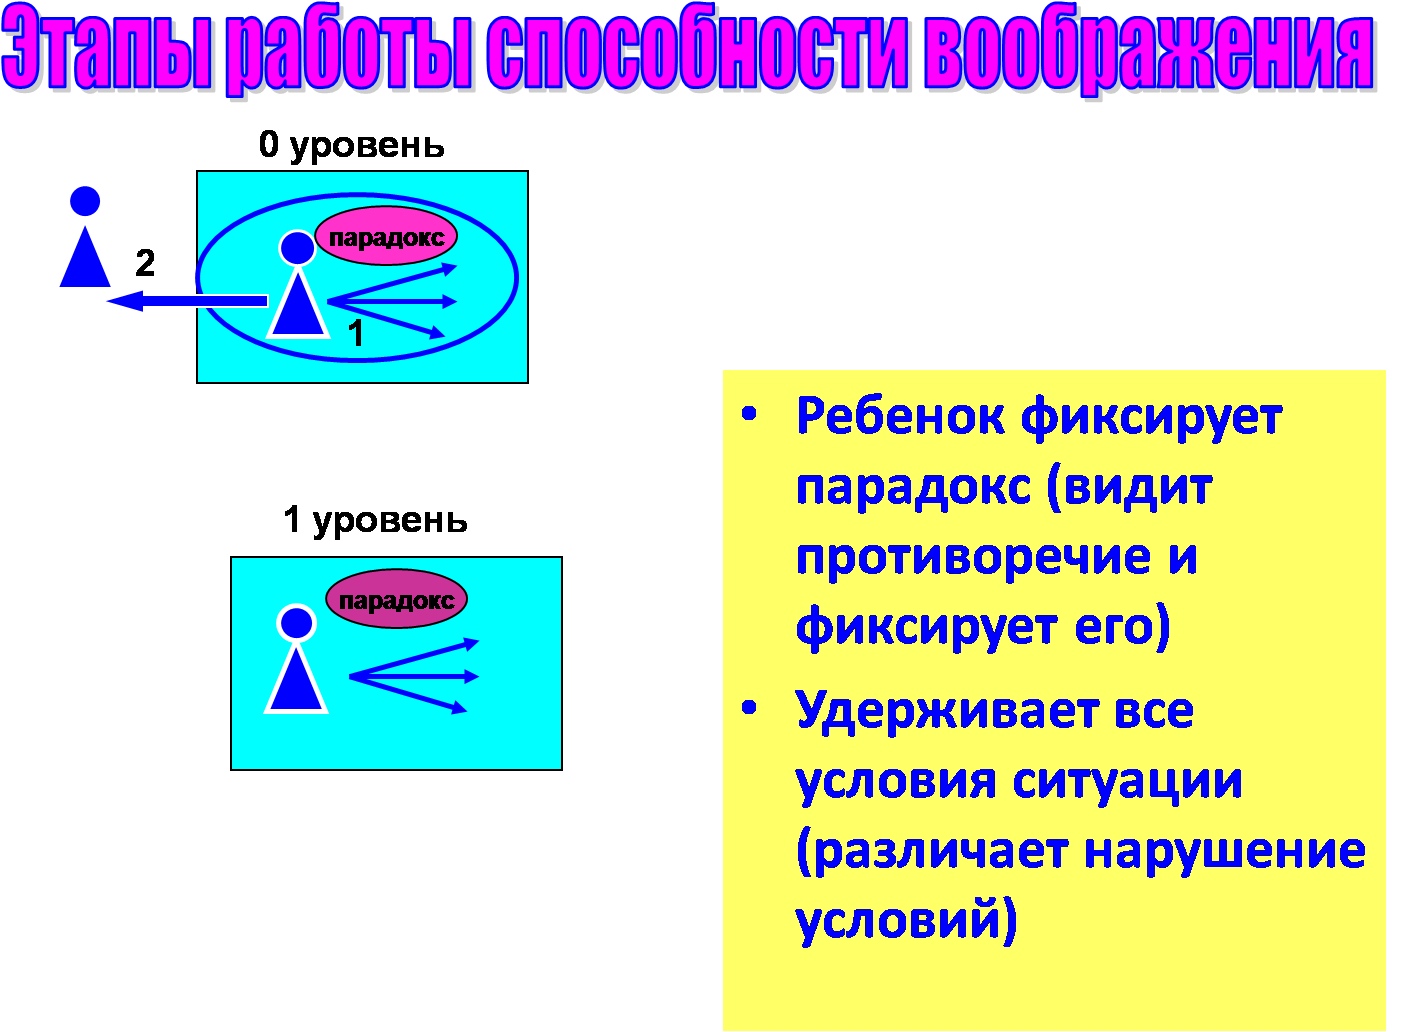 Этапы работы способности воображения
0 уровень
парадокс
2
1
1 уровень
парадокс
• Ребенок фиксирует
парадокс (видит
противоречие и
фиксирует его)
• Удерживает все
условия ситуации
(различает нарушение
условий)